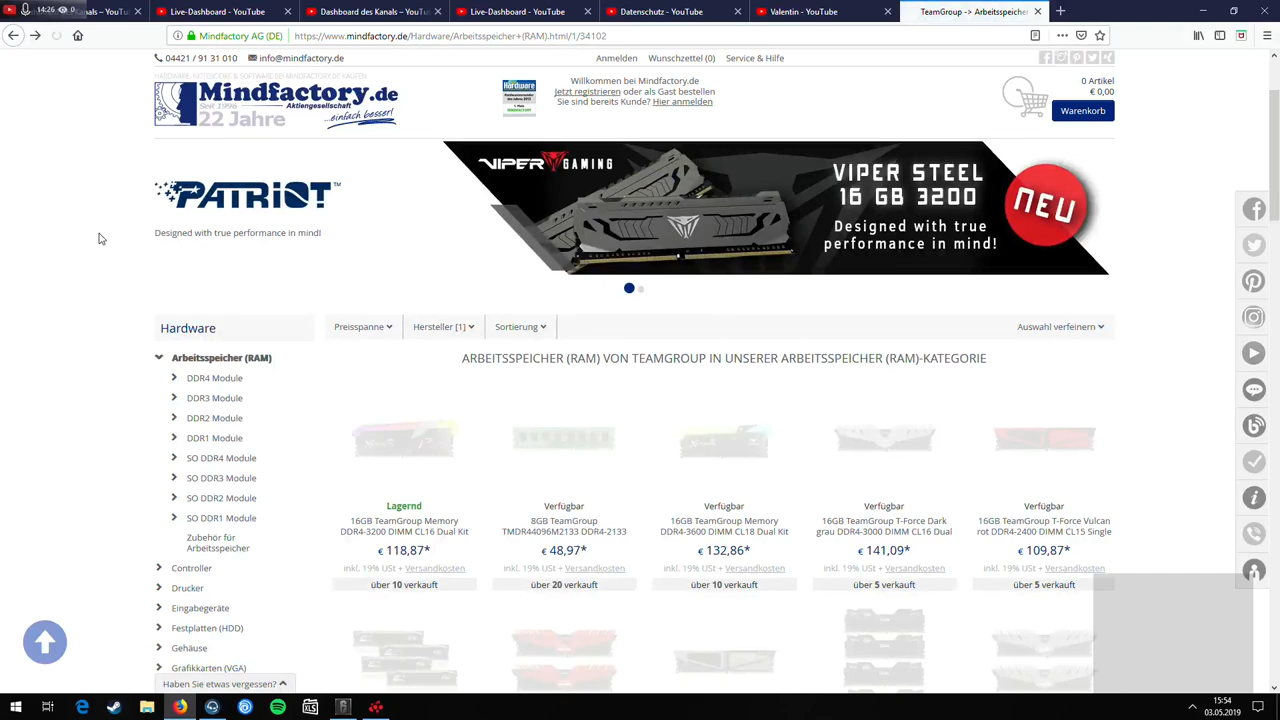 14:26 0
anals – YouTube
Live-Dashboard - YouTube
Dashboard des Kanals – YouTube
Live-Dashboard - YouTube
Datenschutz - YouTube
Valentin - YouTube
TeamGroup -> Arbeitsspeicher
Mindfactory AG (DE)
https://www.mindfactory.de/Hardware/Arbeitsspeicher+(RAM).html/1/34102
04421 / 91 31 010
info@mindfactory.de
Anmelden
Wunschzettel (0)
Service & Hilfe
HARDWARE, NOTEBOOKS & SOFTWARE BEI MINDFACTORY.DE KAUFEN
Mindfactory.de
Seit 1996
Aktiengesellschaft
22 Jahre
...einfach besser!
Hardware
Willkommen bei Mindfactory.de
Jetzt registrieren oder als Gast bestellen
Sie sind bereits Kunde? Hier anmelden
0 Artikel
€ 0,00
Warenkorb
PATRIOT™
Designed with true performance in mind!
VIPER GAMING
VIPER STEEL
16 GB 3200
Designed with true
performance in mind!
NEU
Hardware
Preisspanne
Hersteller [1]
Sortierung
Auswahl verfeinern
Arbeitsspeicher (RAM)
DDR4 Module
DDR3 Module
DDR2 Module
DDR1 Module
SO DDR4 Module
SO DDR3 Module
SO DDR2 Module
SO DDR1 Module
Zubehör für
Arbeitsspeicher
Controller
Drucker
Eingabegeräte
Festplatten (HDD)
Gehäuse
Grafikkarten (VGA)
Haben Sie etwas vergessen?
ARBEITSSPEICHER (RAM) VON TEAMGROUP IN UNSERER ARBEITSSPEICHER (RAM)-KATEGORIE
Lagernd
16GB TeamGroup Memory
DDR4-3200 DIMM CL16 Dual Kit
€ 118,87*
inkl. 19% USt + Versandkosten
über 10 verkauft
Verfügbar
8GB TeamGroup
TMDR44096M2133 DDR4-2133
€ 48,97*
inkl. 19% USt + Versandkosten
über 20 verkauft
Verfügbar
16GB TeamGroup Memory
DDR4-3600 DIMM CL18 Dual Kit
€ 132,86*
inkl. 19% USt + Versandkosten
über 10 verkauft
Verfügbar
16GB TeamGroup T-Force Dark
grau DDR4-3000 DIMM CL16 Dual
€ 141,09*
inkl. 19% USt + Versandkosten
über 5 verkauft
Verfügbar
16GB TeamGroup T-Force Vulcan
rot DDR4-2400 DIMM CL15 Single
€ 109,87*
inkl. 19% USt + Versandkosten
über 5 verkauft
XLS
15:54
03.05.2019